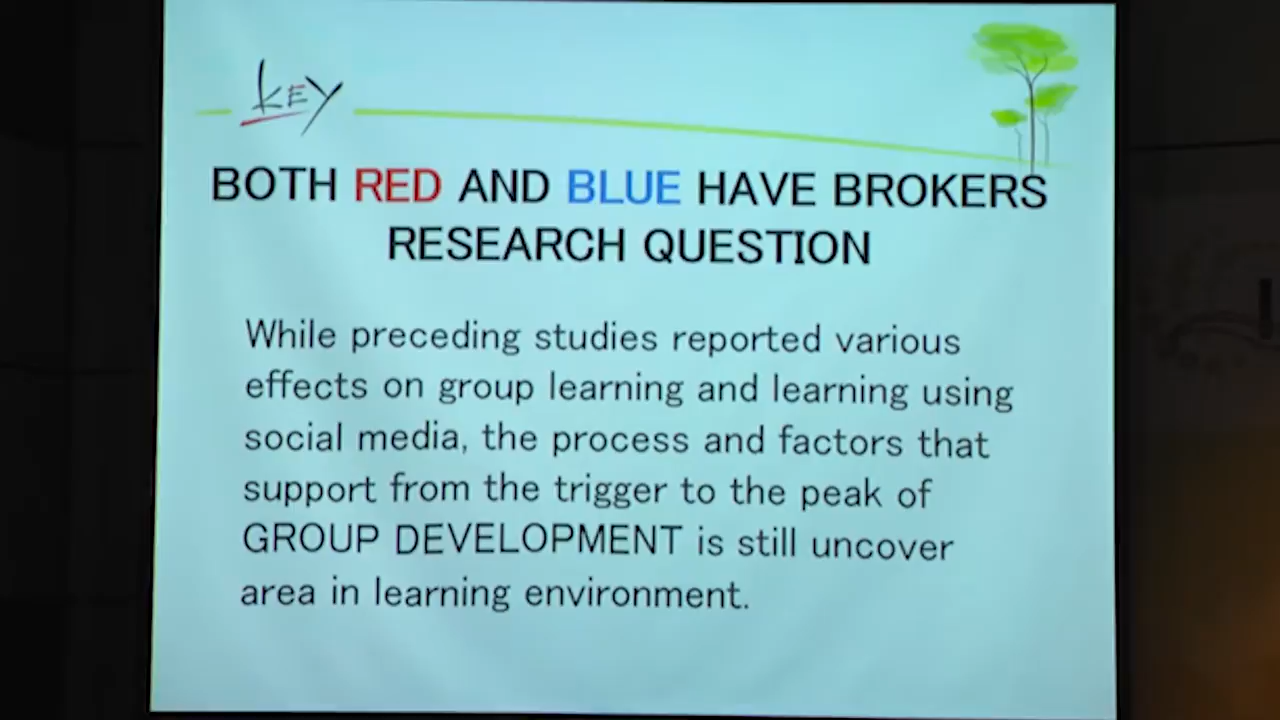 KEY
BOTH RED AND BLUE HAVE BROKERS
RESEARCH QUESTION
While preceding studies reported various
effects on group learning and learning using
social media, the process and factors that
support from the trigger to the peak of
GROUP DEVELOPMENT is still uncover
area in learning environment.